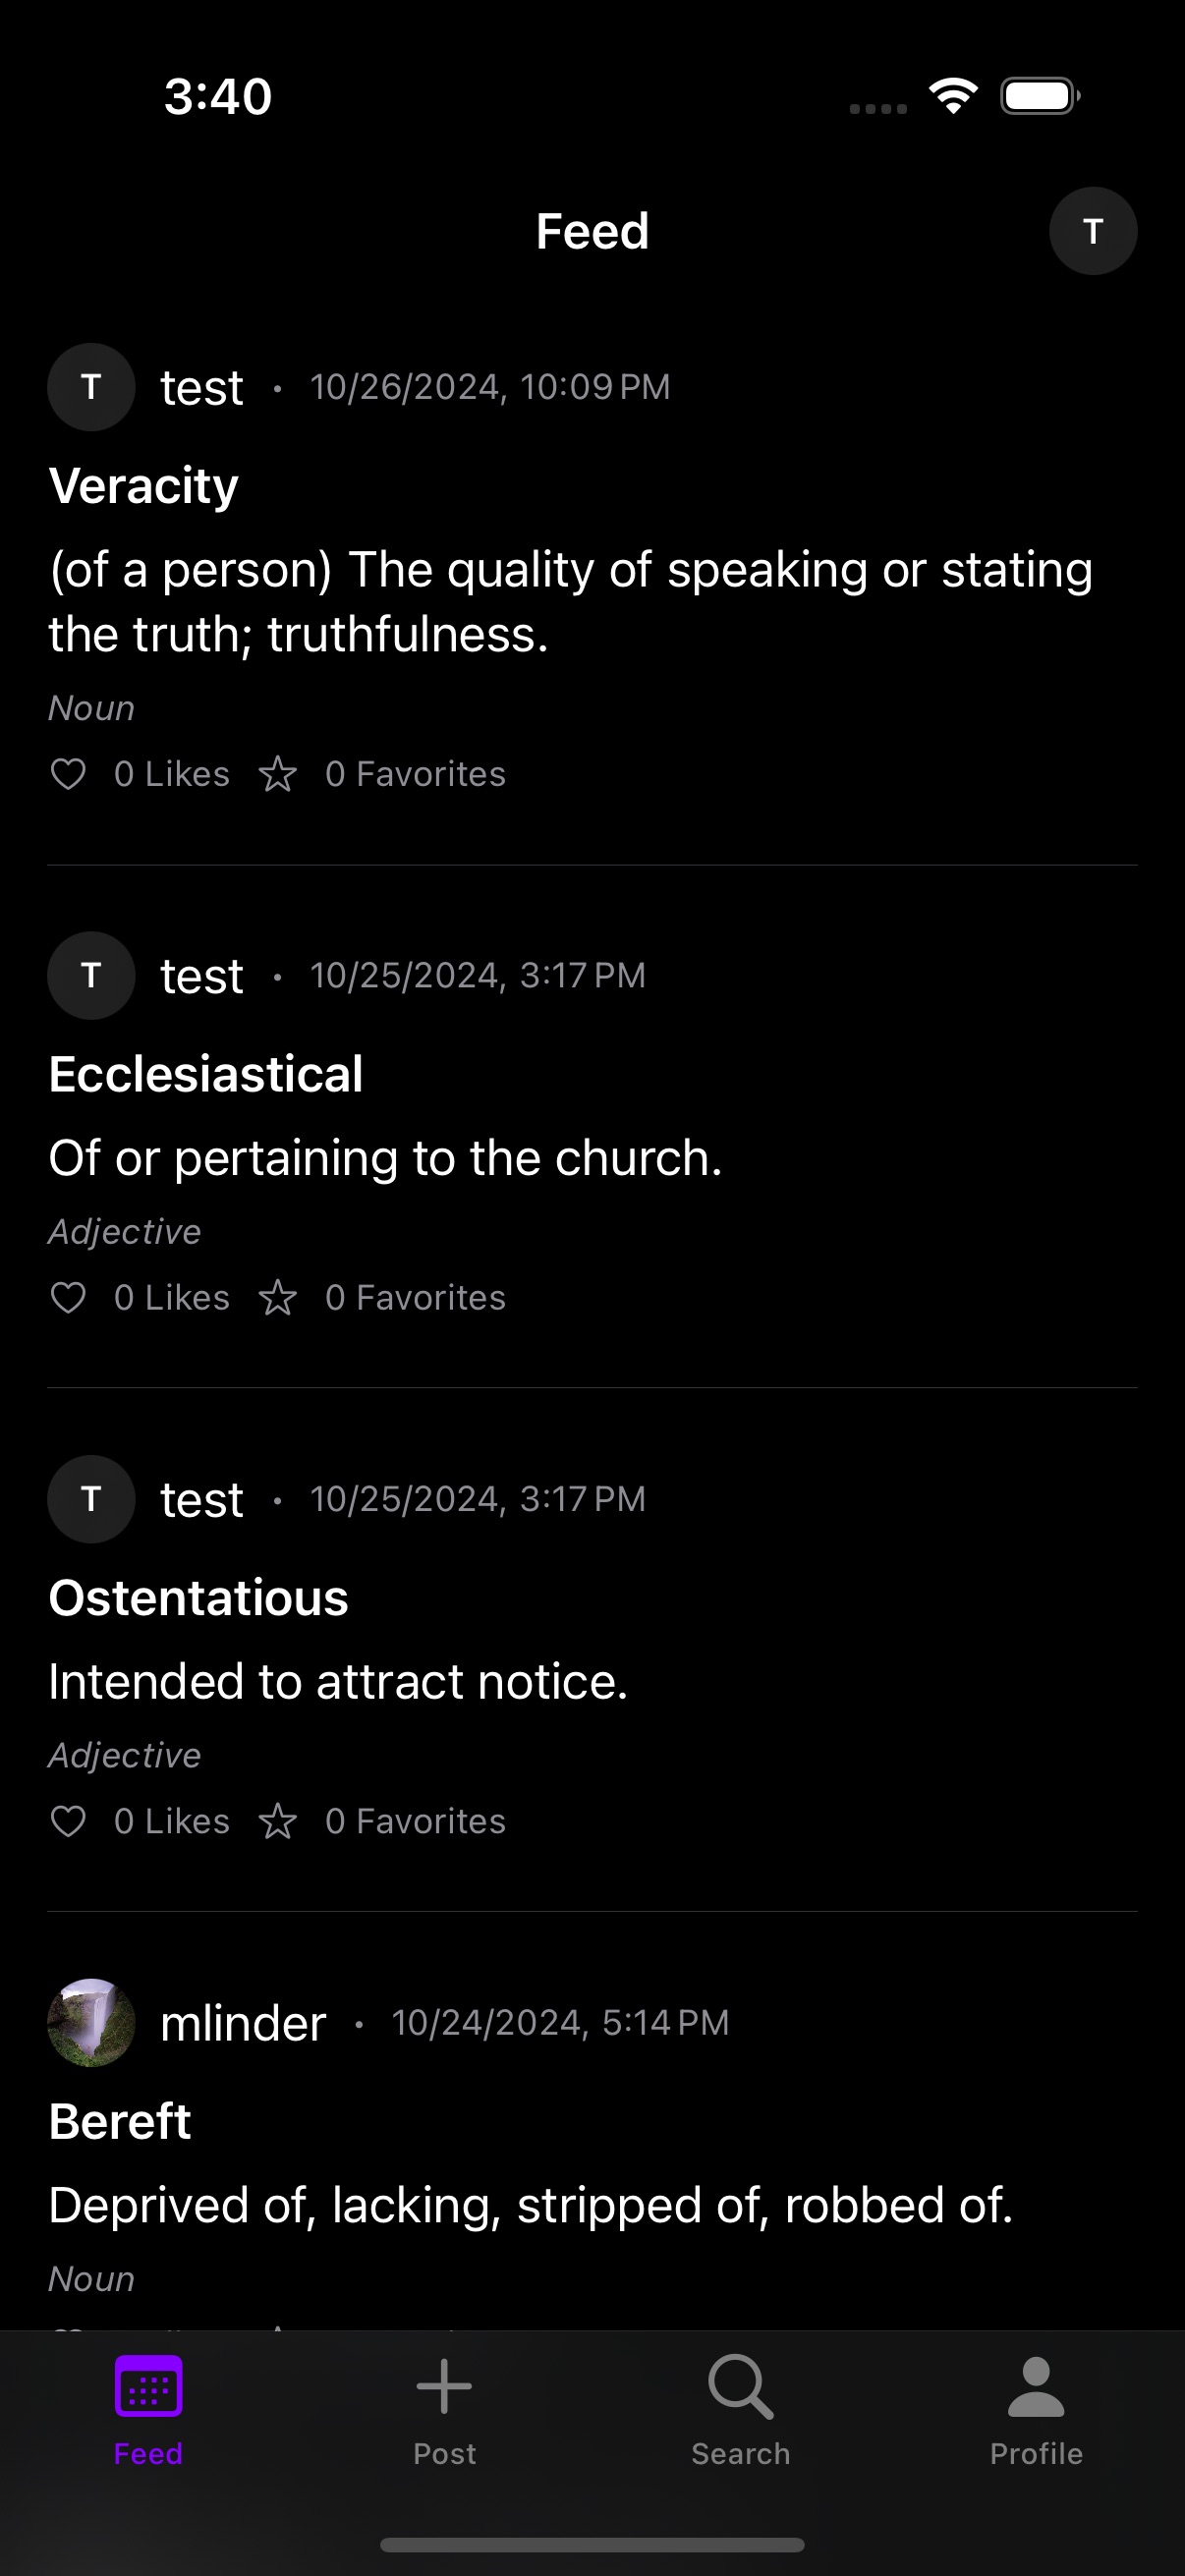 3:40
Feed
T
T test · 10/26/2024, 10:09 PM
Veracity
(of a person) The quality of speaking or stating
the truth; truthfulness.
Noun
0 Likes 0 Favorites
T test · 10/25/2024, 3:17 PM
Ecclesiastical
Of or pertaining to the church.
Adjective
0 Likes 0 Favorites
T test · 10/25/2024, 3:17 PM
Ostentatious
Intended to attract notice.
Adjective
0 Likes 0 Favorites
mlinder · 10/24/2024, 5:14 PM
Bereft
Deprived of, lacking, stripped of, robbed of.
Noun
Feed Post Search Profile